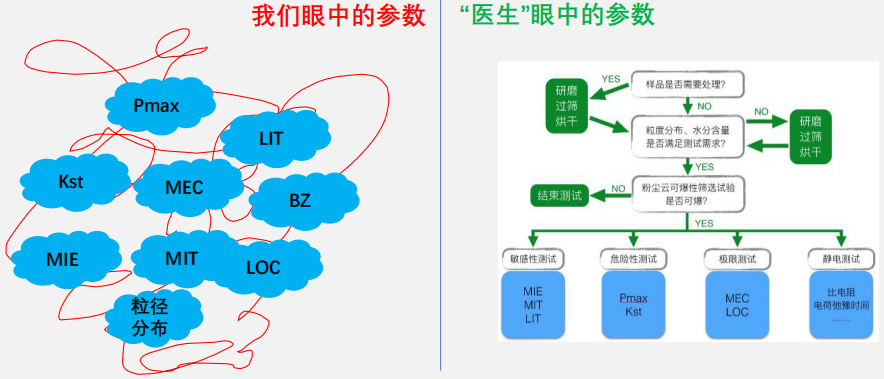 我们眼中的参数
Pmax
LIT
Kst
MEC
BZ
MIE
MIT
LOC
粒径
分布
“医生”眼中的参数
样品是否需要处理?
YES
研磨
过筛
烘干
NO
粒度分布、水分含量
是否满足测试需求?
NO
研磨
过筛
烘干
YES
粉尘云可爆性筛选试验
是否可爆?
NO
结束测试
YES
敏感性测试
危险性测试
极限测试
静电测试
MIE
MIT
LIT
Pmax
Kst
MEC
LOC
比电阻
电荷弛豫时间
……